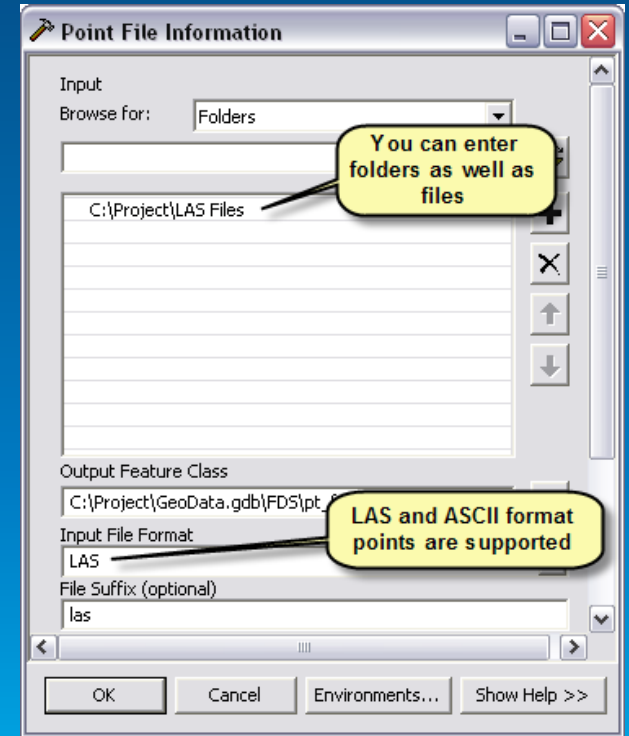 Point File Information
Input
Browse for:
Folders
You can enter
folders as well as
files
C:\Project\LAS Files
Output Feature Class
C:\Project\GeoData.gdb\FDS\pt_
LAS and ASCII format
points are supported
Input File Format
LAS
File Suffix (optional)
las
OK
Cancel
Environments...
Show Help >>